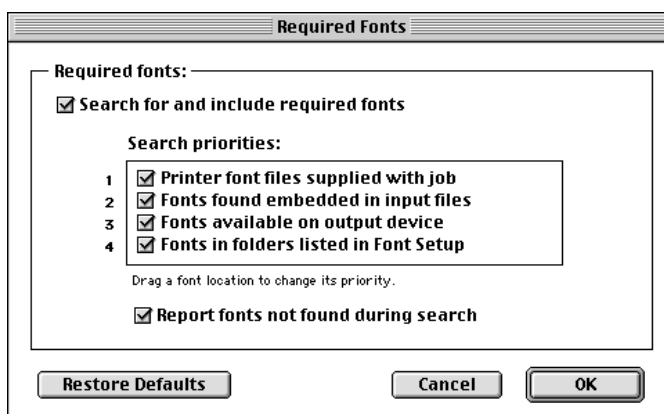 Required Fonts
Required fonts:
Search for and include required fonts
Search priorities:
1 Printer font files supplied with job
2 Fonts found embedded in input files
3 Fonts available on output device
4 Fonts in folders listed in Font Setup
Drag a font location to change its priority.
Report fonts not found during search
Restore Defaults Cancel OK